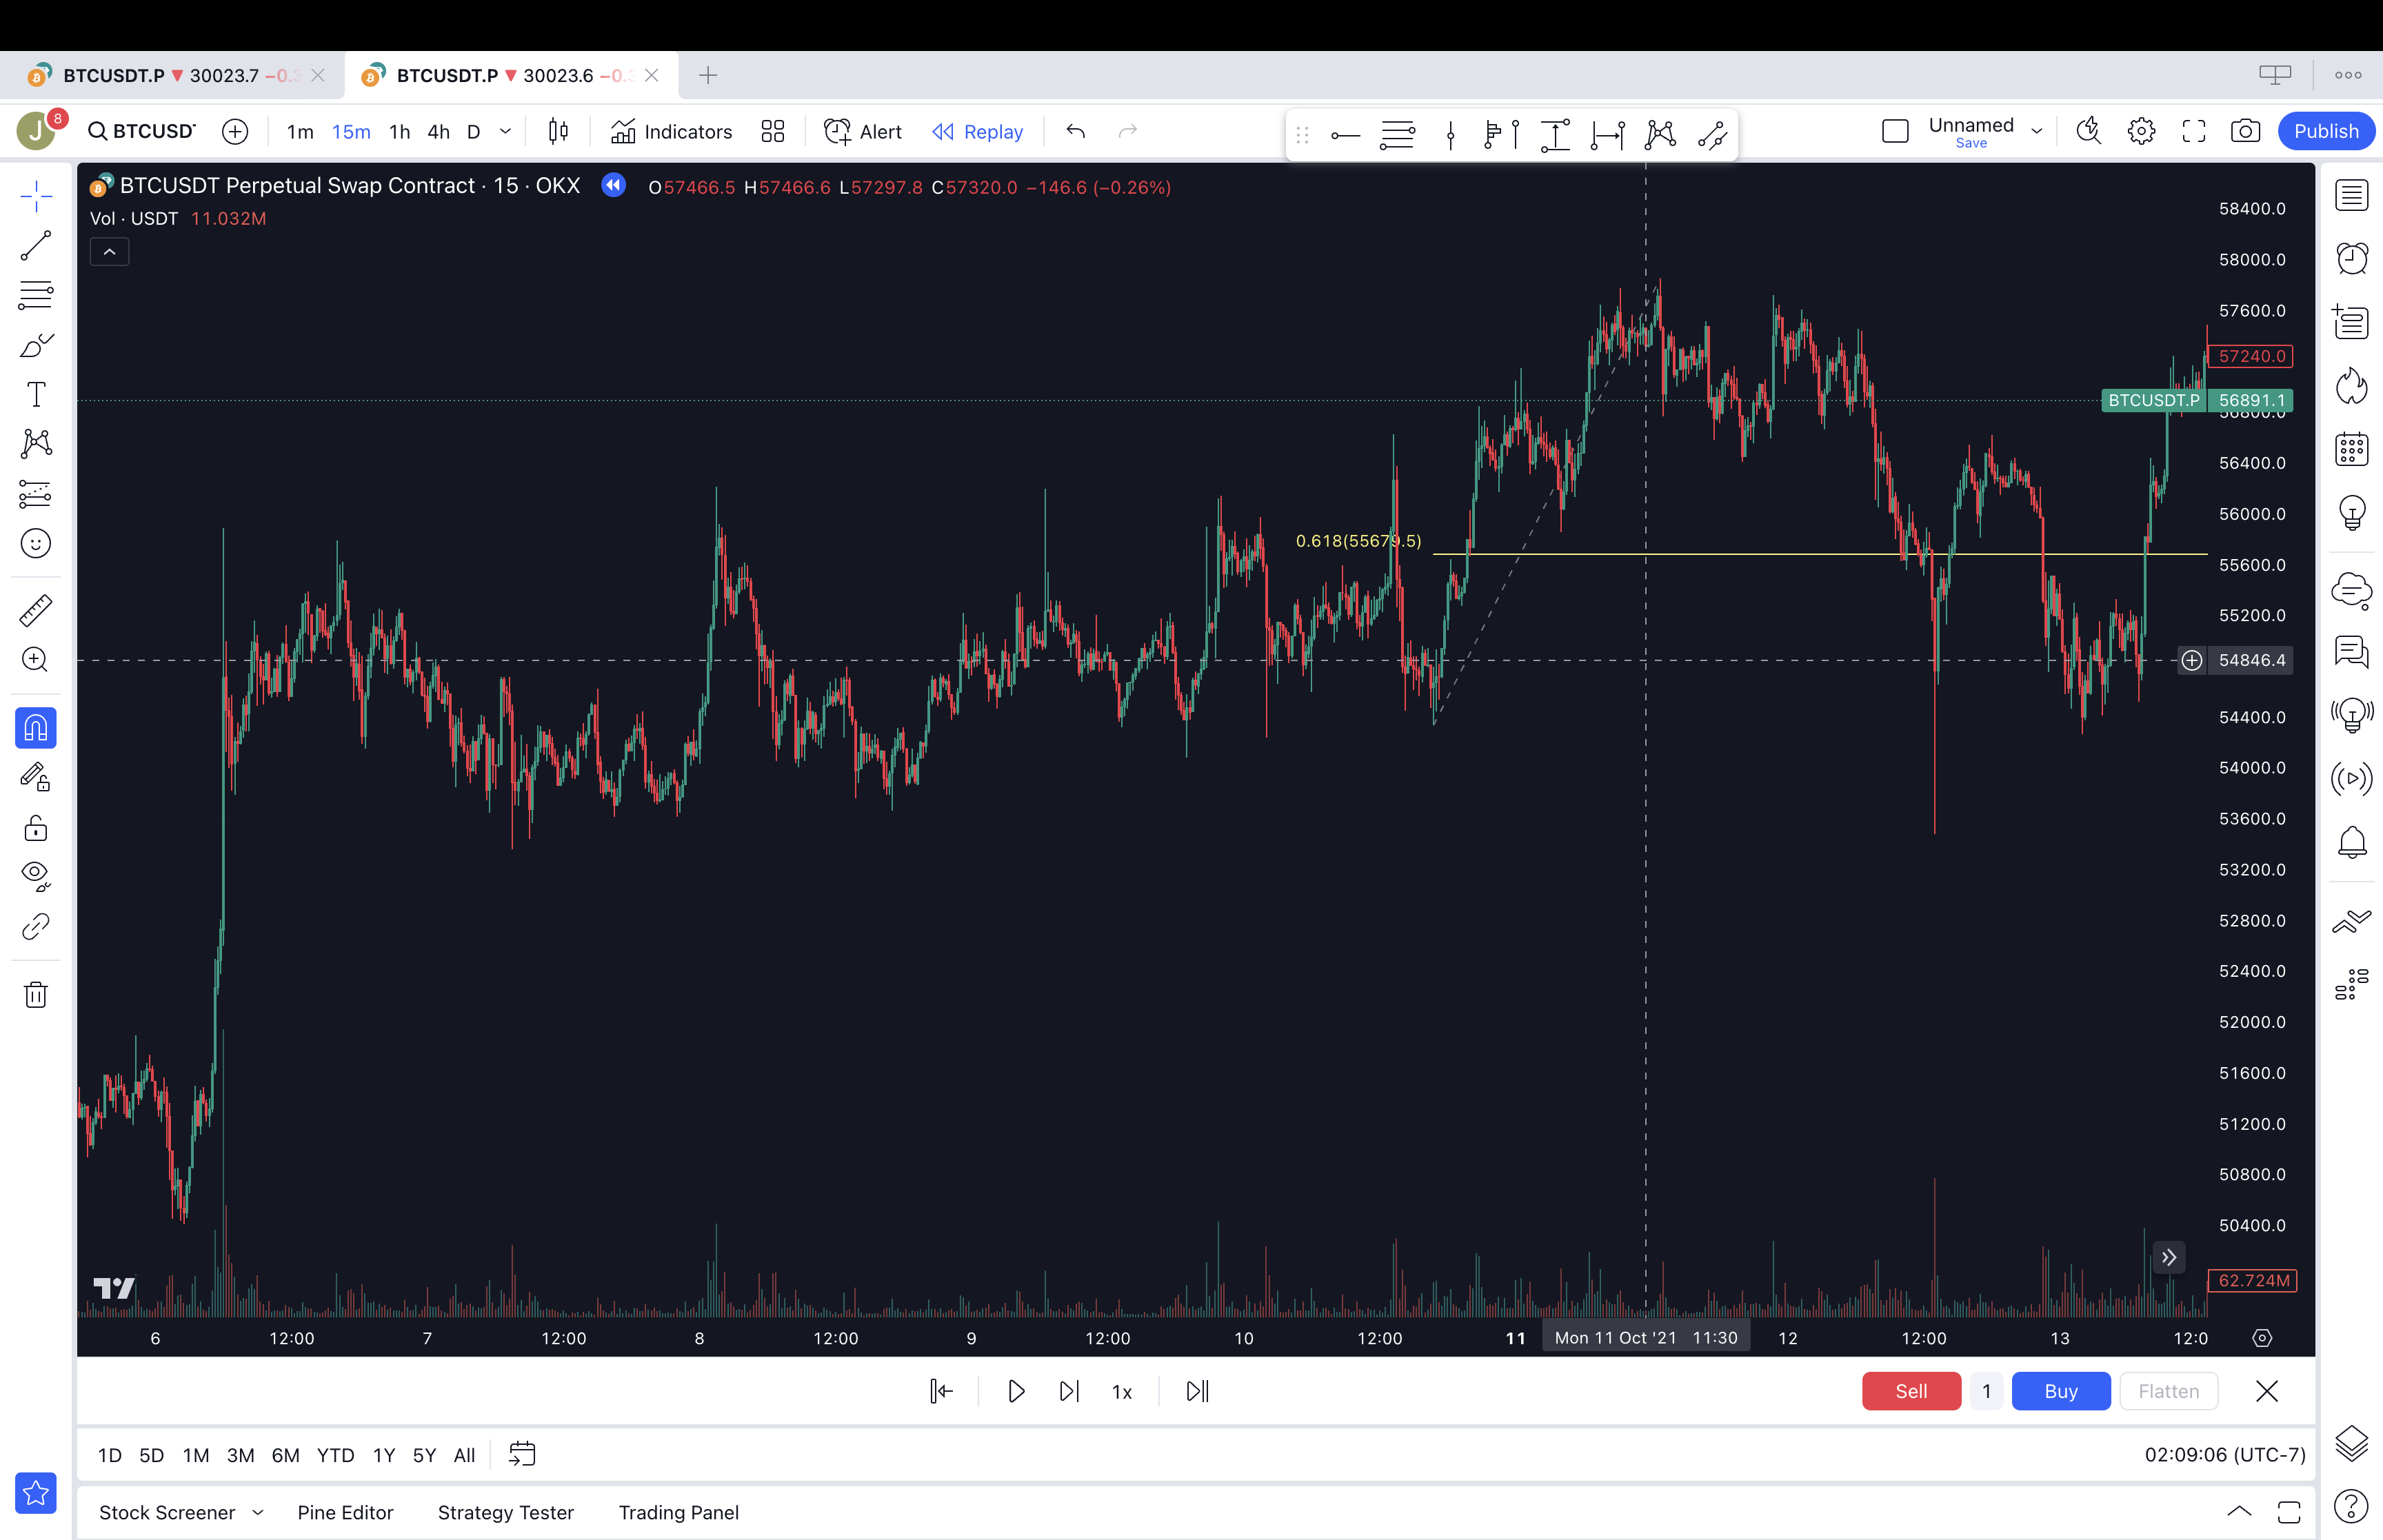 BTCUSDT.P ▼ 30023.7 −0.3
BTCUSDT.P ▼ 30023.6 −0.3
J 8 BTCUSDT 1m 15m 1h 4h D Indicators Alert Replay Unnamed Save Publish
BTCUSDT Perpetual Swap Contract · 15 · OKX O57466.5 H57466.6 L57297.8 C57320.0 −146.6 (−0.26%)
Vol · USDT 11.032M
58400.0
58000.0
57600.0
57240.0
BTCUSDT.P 56891.1
56800.0
56400.0
56000.0
0.618(55679.5)
55600.0
55200.0
54846.4
54400.0
54000.0
53600.0
53200.0
52800.0
52400.0
52000.0
51600.0
51200.0
50800.0
50400.0
62.724M
6 12:00 7 12:00 8 12:00 9 12:00 10 12:00 11 Mon 11 Oct '21 11:30 12 12:00 13 12:0
1x Sell 1 Buy Flatten
1D 5D 1M 3M 6M YTD 1Y 5Y All 02:09:06 (UTC-7)
Stock Screener Pine Editor Strategy Tester Trading Panel